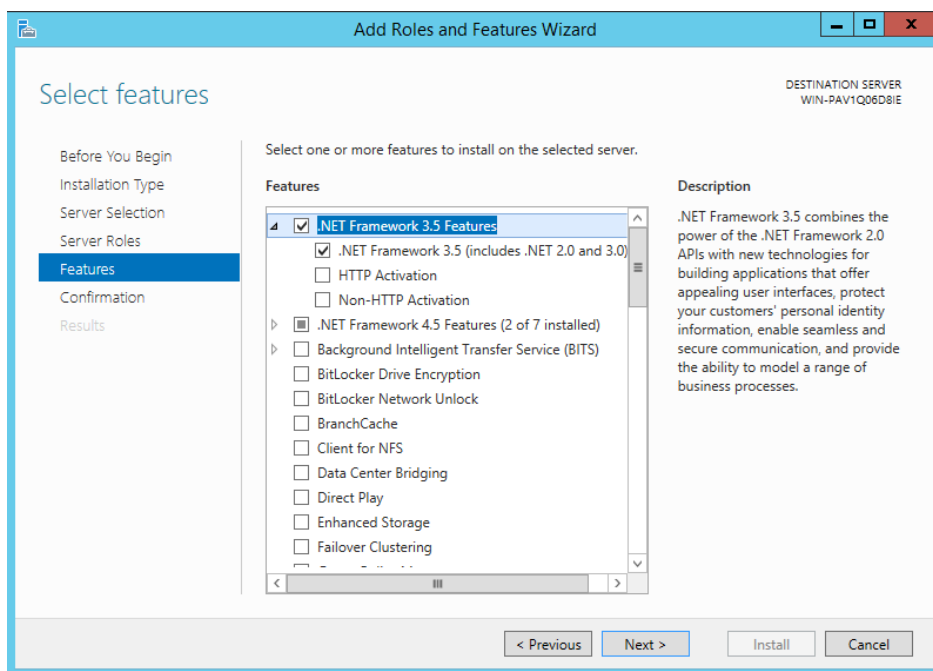 Add Roles and Features Wizard
Select features
DESTINATION SERVER
WIN-PAV1Q06D8IE
Before You Begin
Installation Type
Server Selection
Server Roles
Features
Confirmation
Results
Select one or more features to install on the selected server.
Features
.NET Framework 3.5 Features
.NET Framework 3.5 (includes .NET 2.0 and 3.0)
HTTP Activation
Non-HTTP Activation
.NET Framework 4.5 Features (2 of 7 installed)
Background Intelligent Transfer Service (BITS)
BitLocker Drive Encryption
BitLocker Network Unlock
BranchCache
Client for NFS
Data Center Bridging
Direct Play
Enhanced Storage
Failover Clustering
Description
.NET Framework 3.5 combines the
power of the .NET Framework 2.0
APIs with new technologies for
building applications that offer
appealing user interfaces, protect
your customers' personal identity
information, enable seamless and
secure communication, and provide
the ability to model a range of
business processes.
< Previous
Next >
Install
Cancel